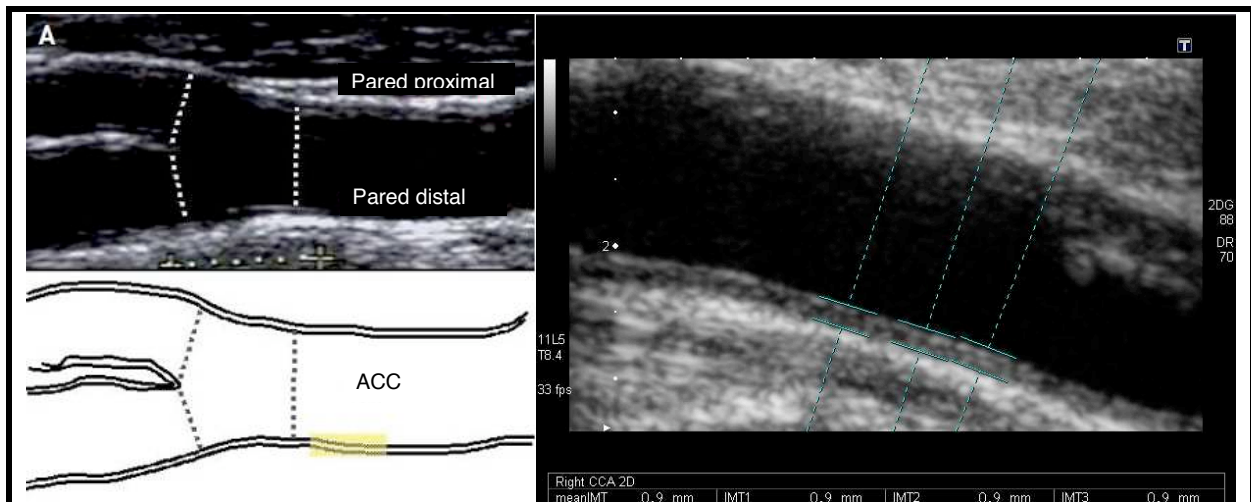 A
Pared proximal
Pared distal
ACC
T
2DG
88
DR
70
2
11L5
T8.4
33 fps
Right CCA 2D
meanIMT 0.9 mm IMT1 0.9 mm IMT2 0.9 mm IMT3 0.9 mm